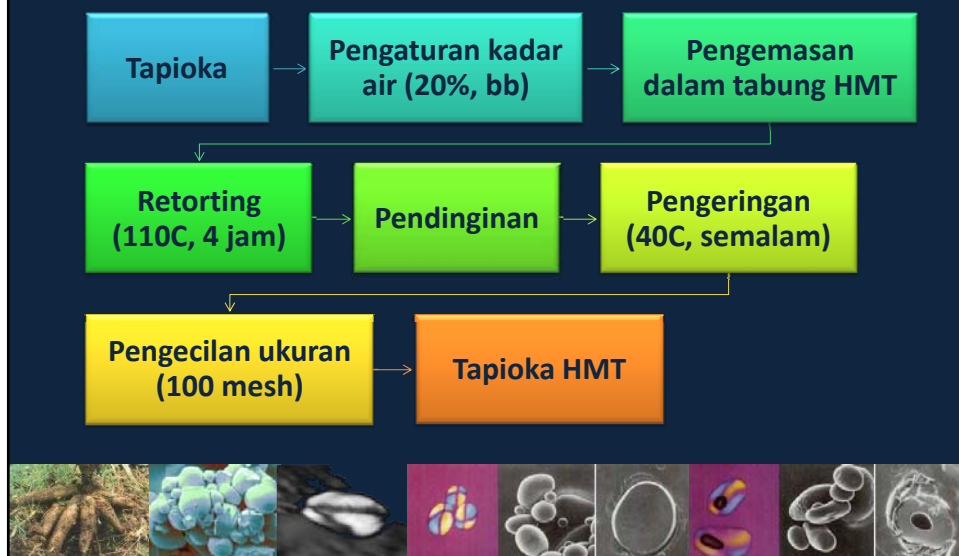 Tapioka
Pengaturan kadar
air (20%, bb)
Pengemasan
dalam tabung HMT
Retorting
(110C, 4 jam)
Pendinginan
Pengeringan
(40C, semalam)
Pengecilan ukuran
(100 mesh)
Tapioka HMT